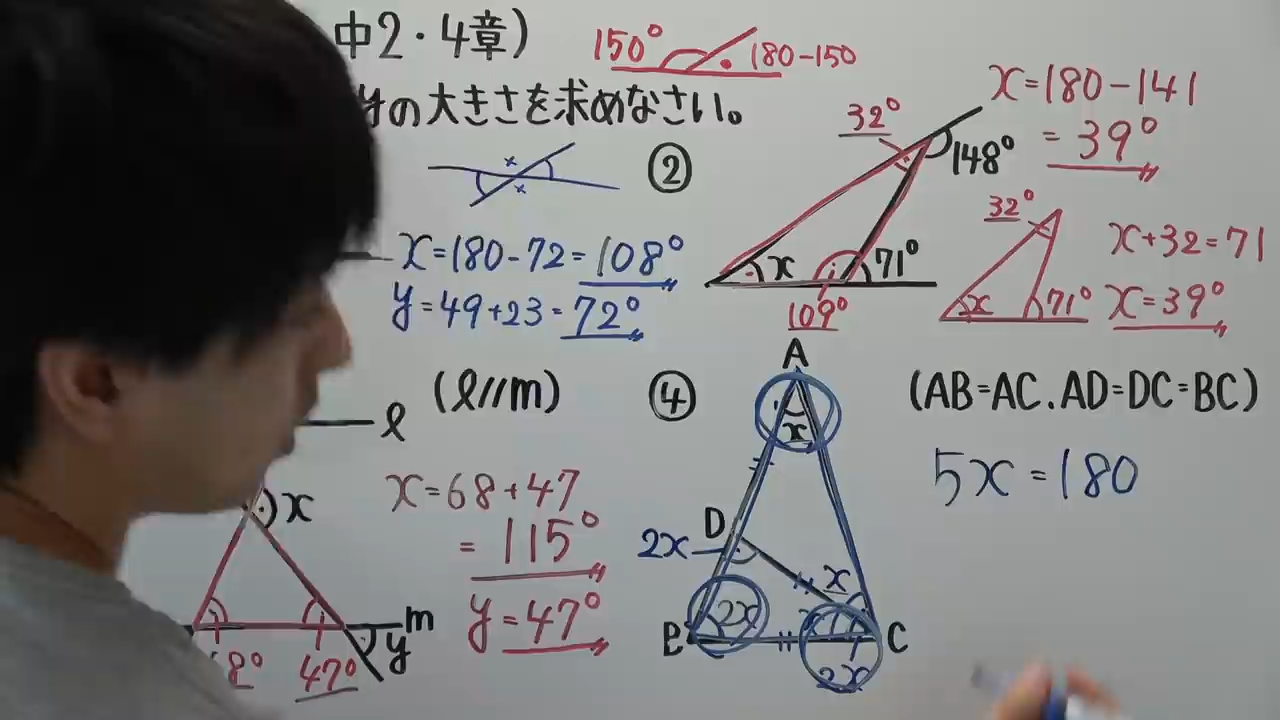 中2・4章)
の大きさを求めなさい。
150° 180-150
x x
x=180-72=108°
y=49+23=72°
②
32°
148°
x
71°
109°
x=180-141
=39°
32°
x
71°
x+32=71
x=39°
(l//m)
l
x
m
y
8°
47°
x=68+47
=115°
y=47°
④
(AB=AC.AD=DC=BC)
A
x
D
2x
x
2x
x
B
C
2x
5x=180